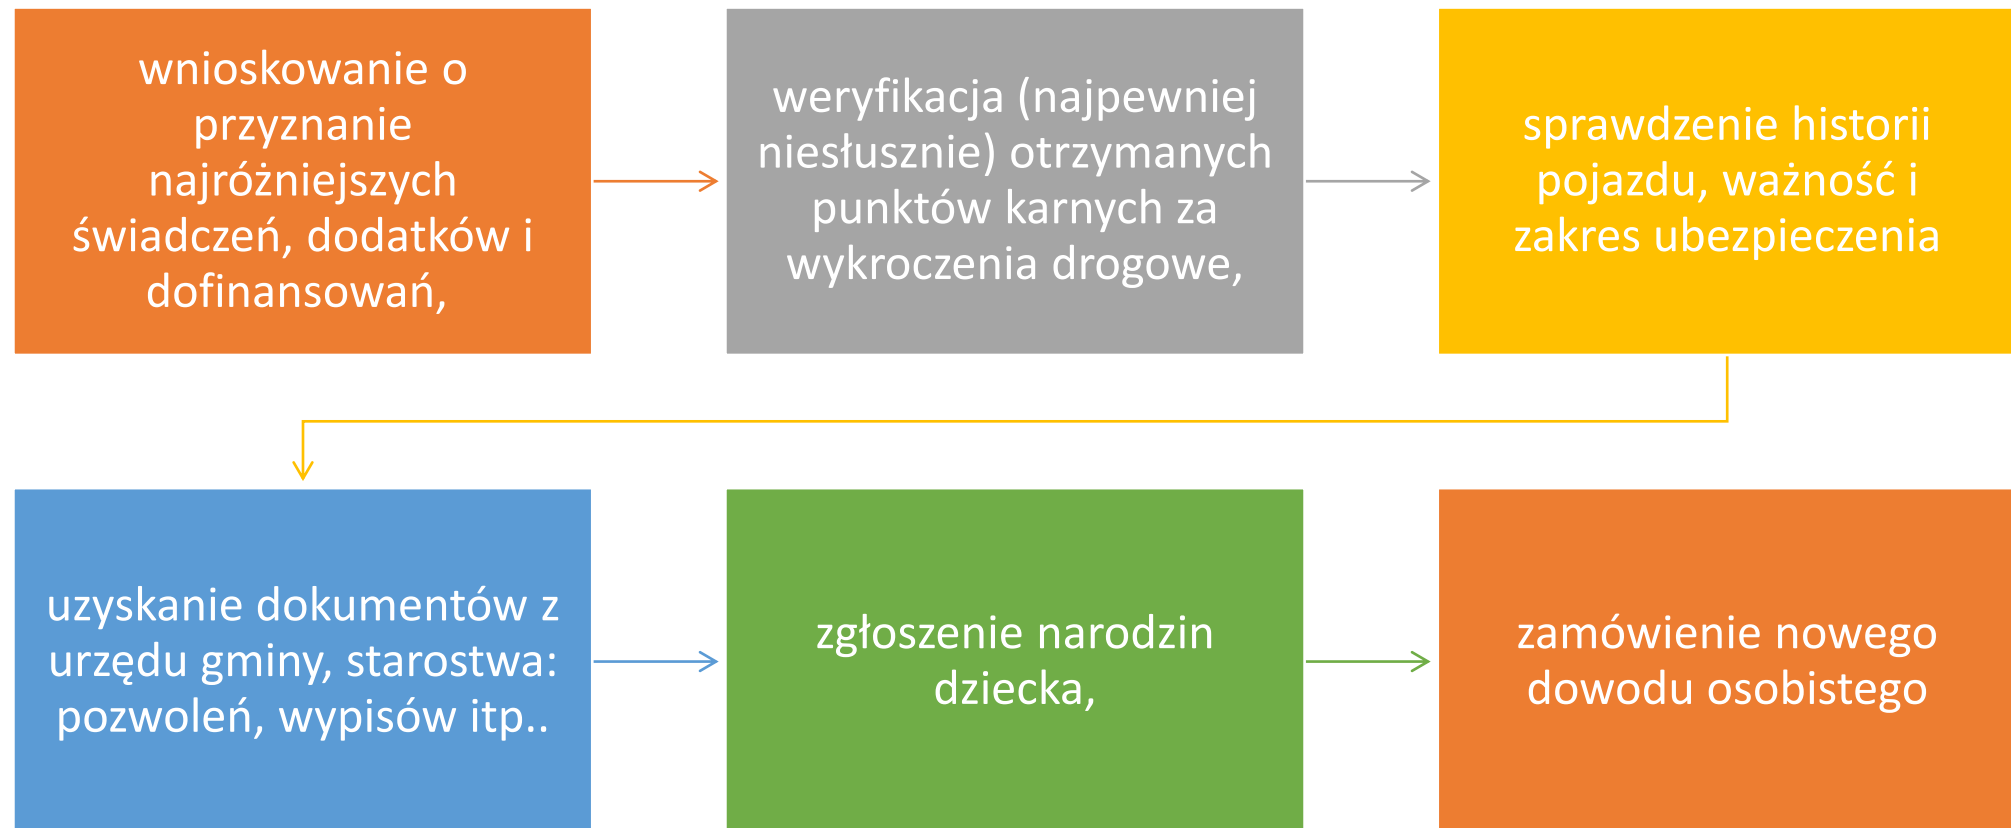 wnioskowanie o
przyznanie
najróżniejszych
świadczeń, dodatków i
dofinansowań,
weryfikacja (najpewniej
niesłusznie) otrzymanych
punktów karnych za
wykroczenia drogowe,
sprawdzenie historii
pojazdu, ważność i
zakres ubezpieczenia
uzyskanie dokumentów z
urzędu gminy, starostwa:
pozwoleń, wypisów itp..
zgłoszenie narodzin
dziecka,
zamówienie nowego
dowodu osobistego